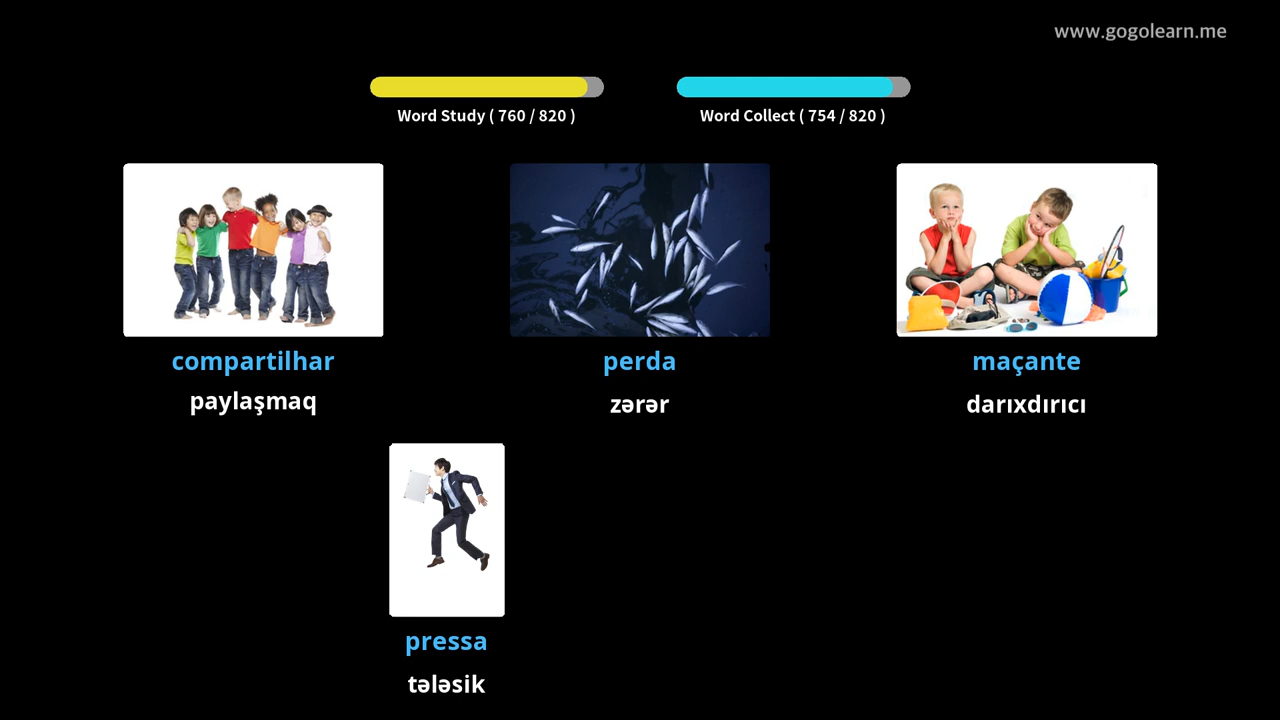 www.gogolearn.me
Word Study ( 760 / 820 )
Word Collect ( 754 / 820 )
compartilhar
paylaşmaq
perda
zərər
maçante
darıxdırıcı
pressa
tələsik